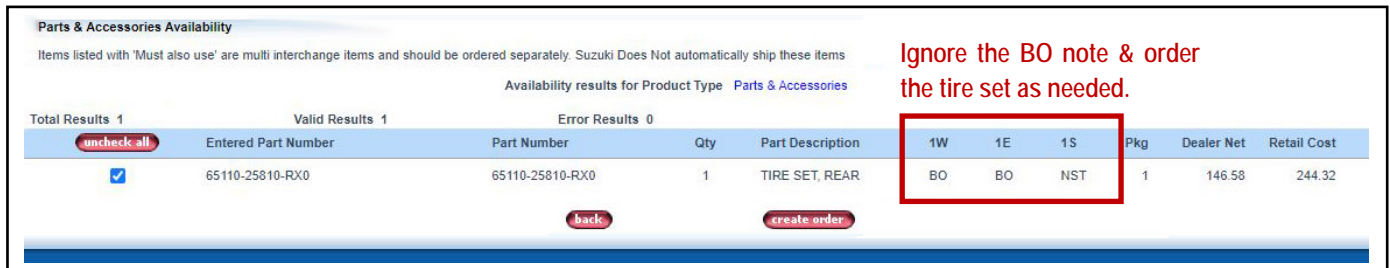 Parts & Accessories Availability
Items listed with 'Must also use' are multi interchange items and should be ordered separately. Suzuki Does Not automatically ship these items
Ignore the BO note & order
the tire set as needed.
Availability results for Product Type Parts & Accessories
Total Results 1 Valid Results 1 Error Results 0
uncheck all Entered Part Number Part Number Qty Part Description 1W 1E 1S Pkg Dealer Net Retail Cost
65110-25810-RX0 65110-25810-RX0 1 TIRE SET, REAR BO BO NST 1 146.58 244.32
back create order